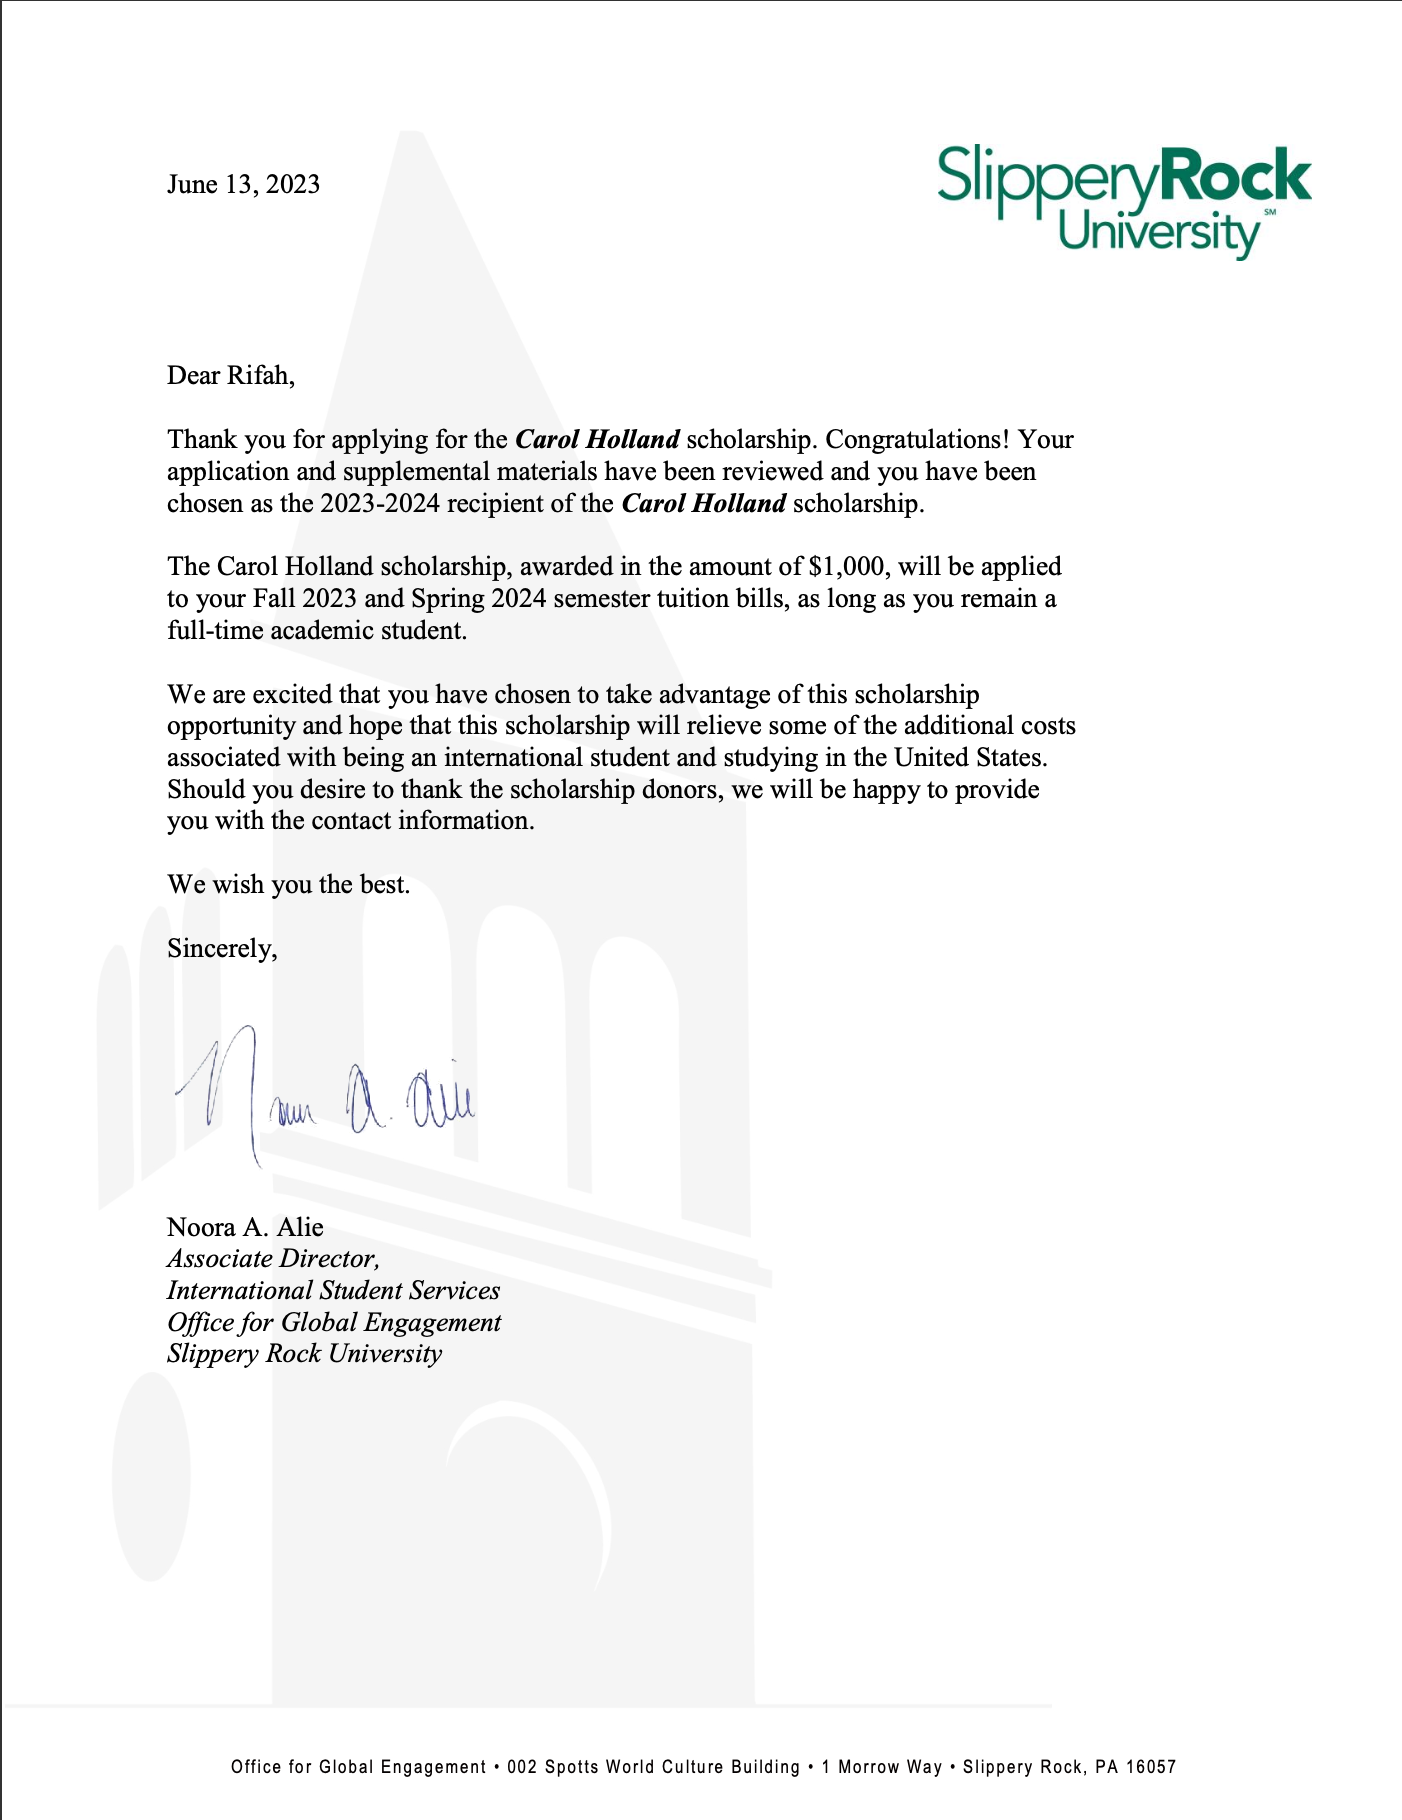 June 13, 2023
SlipperyRock
University SM
Dear Rifah,
Thank you for applying for the Carol Holland scholarship. Congratulations! Your
application and supplemental materials have been reviewed and you have been
chosen as the 2023-2024 recipient of the Carol Holland scholarship.
The Carol Holland scholarship, awarded in the amount of $1,000, will be applied
to your Fall 2023 and Spring 2024 semester tuition bills, as long as you remain a
full-time academic student.
We are excited that you have chosen to take advantage of this scholarship
opportunity and hope that this scholarship will relieve some of the additional costs
associated with being an international student and studying in the United States.
Should you desire to thank the scholarship donors, we will be happy to provide
you with the contact information.
We wish you the best.
Sincerely,
Noora A. Alie
Noora A. Alie
Associate Director,
International Student Services
Office for Global Engagement
Slippery Rock University
Office for Global Engagement • 002 Spotts World Culture Building • 1 Morrow Way • Slippery Rock, PA 16057